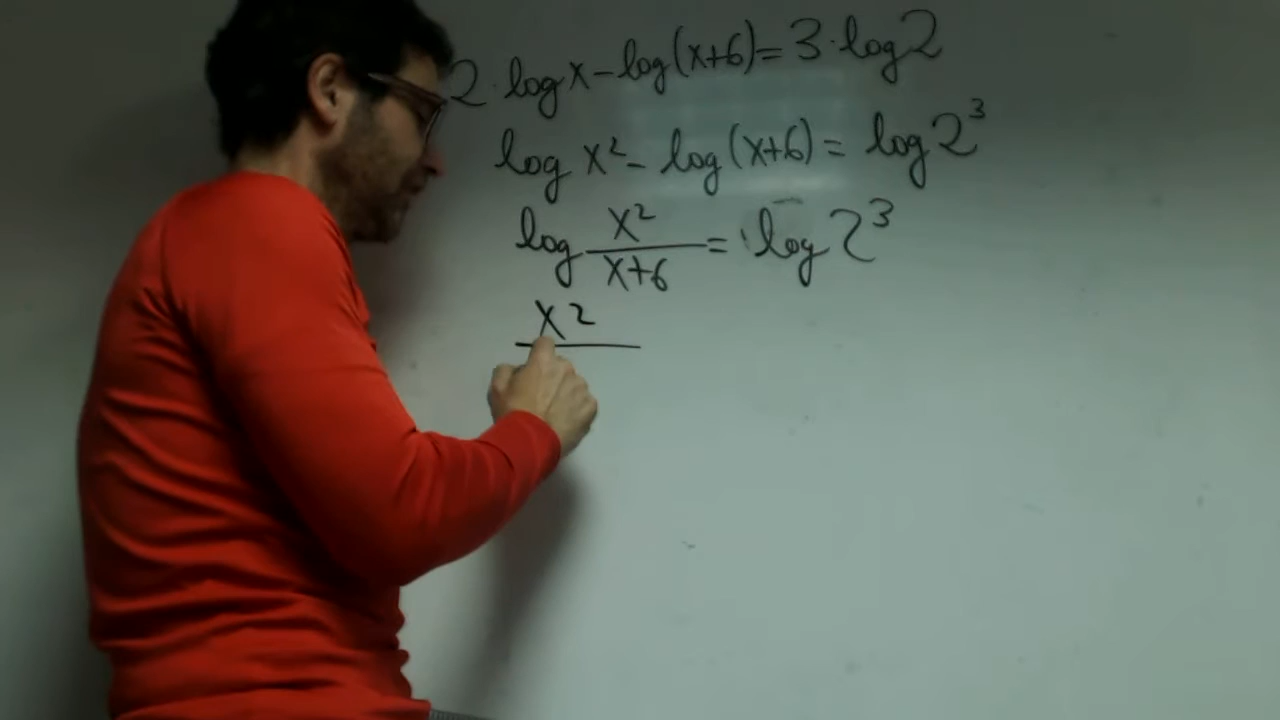 2·log x - log(x+6) = 3·log 2
log x² - log(x+6) = log 2³
log x²/x+6 = log 2³
x²